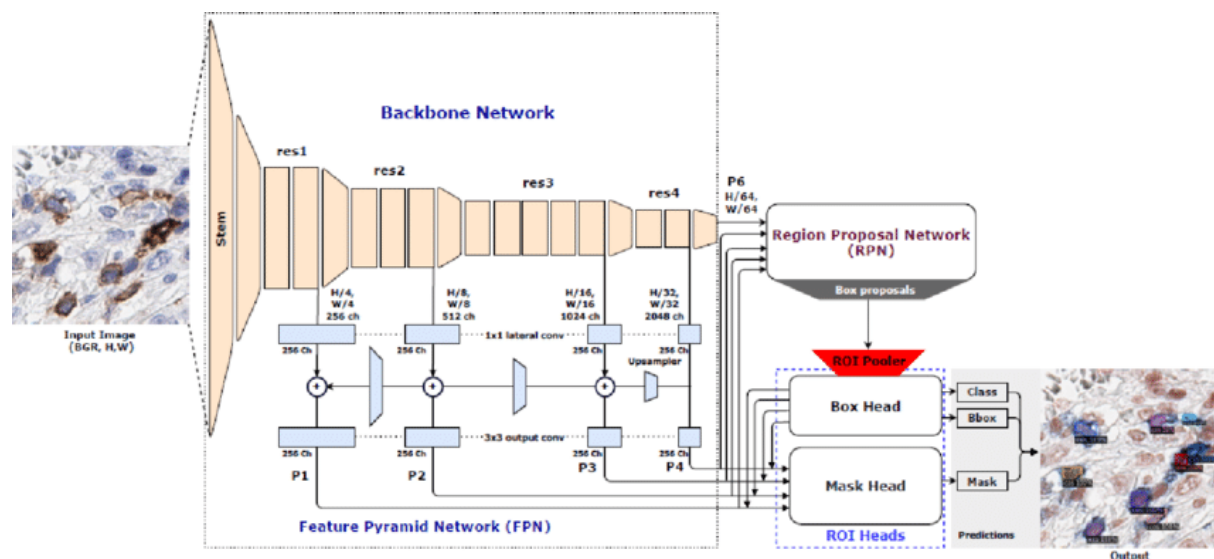 Backbone Network
res1
res2
res3
res4
Stem
P6
H/64,
W/64
Region Proposal Network
(RPN)
Box proposals
Input Image
(BGR, H,W)
H/4,
W/4
256 ch
H/8,
W/8
512 ch
H/16,
W/16
1024 ch
H/32,
W/32
2048 ch
1x1 lateral conv
256 Ch
256 Ch
256 Ch
256 Ch
Upsampler
+
+
+
3x3 output conv
256 Ch
256 Ch
256 Ch
256 Ch
P1
P2
P3
P4
Feature Pyramid Network (FPN)
ROI Pooler
Box Head
Mask Head
ROI Heads
Class
Bbox
Mask
Predictions
Output